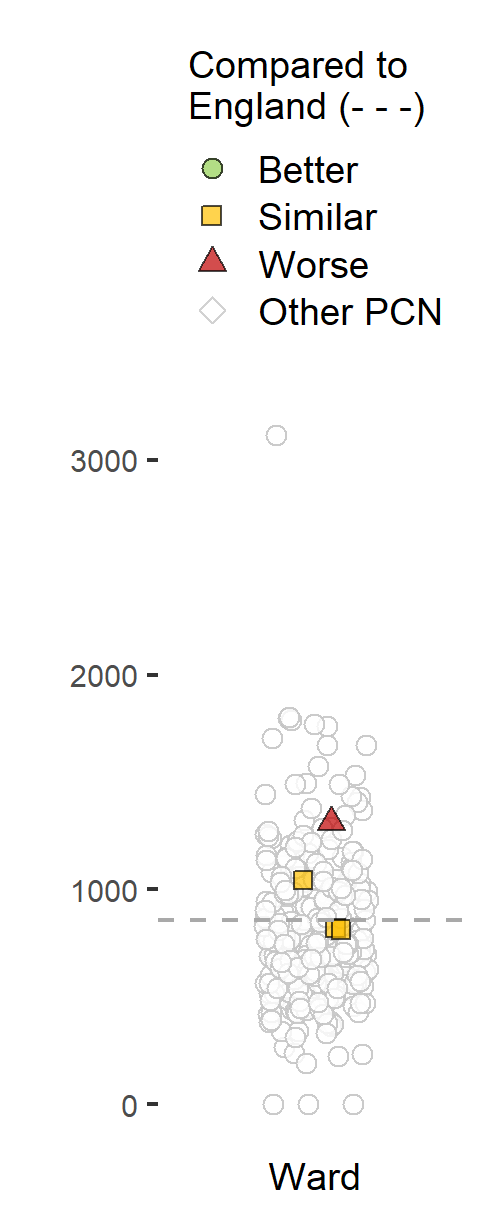 Compared to
England (- - -)
Better
Similar
Worse
Other PCN
3000
2000
1000
0
Ward